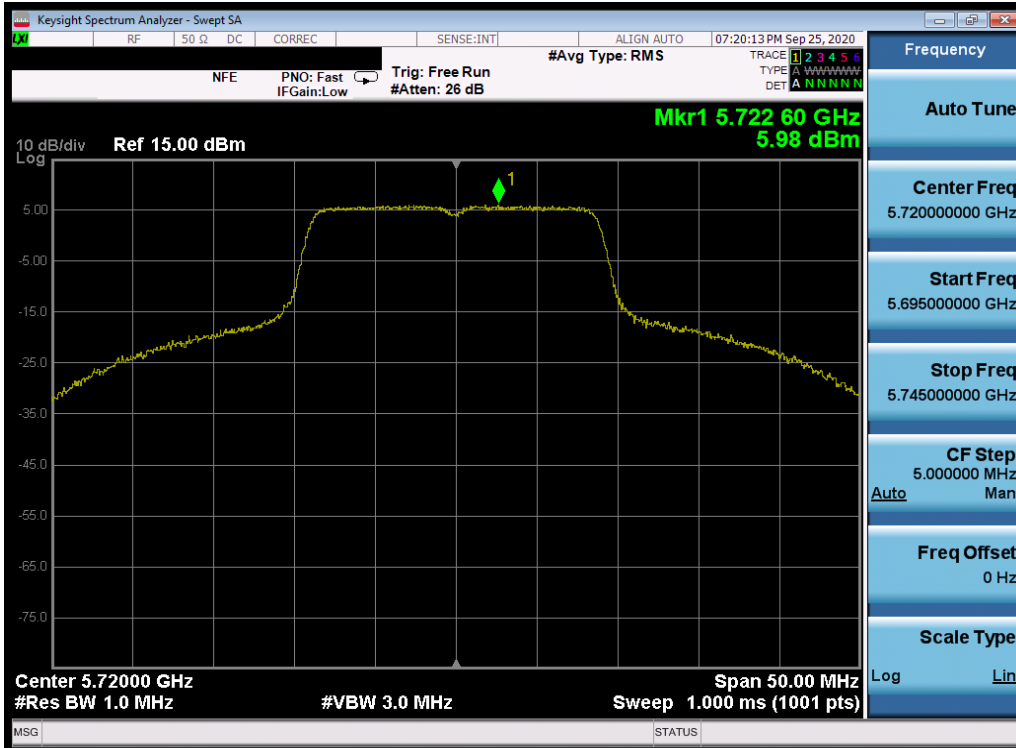 Keysight Spectrum Analyzer - Swept SA
LXI RF 50 Ω DC CORREC SENSE:INT ALIGN AUTO 07:20:13 PM Sep 25, 2020
NFE PNO: Fast Trig: Free Run #Avg Type: RMS TRACE 1 2 3 4 5 6
IFGain:Low #Atten: 26 dB TYPE A WWWWW
DET A N N N N N
Mkr1 5.722 60 GHz
5.98 dBm
10 dB/div Ref 15.00 dBm
Log
1
5.00
-5.00
-15.0
-25.0
-35.0
-45.0
-55.0
-65.0
-75.0
Center 5.72000 GHz Span 50.00 MHz
#Res BW 1.0 MHz #VBW 3.0 MHz Sweep 1.000 ms (1001 pts)
MSG STATUS
Frequency
Auto Tune
Center Freq
5.720000000 GHz
Start Freq
5.695000000 GHz
Stop Freq
5.745000000 GHz
CF Step
5.000000 MHz
Auto Man
Freq Offset
0 Hz
Scale Type
Log Lin